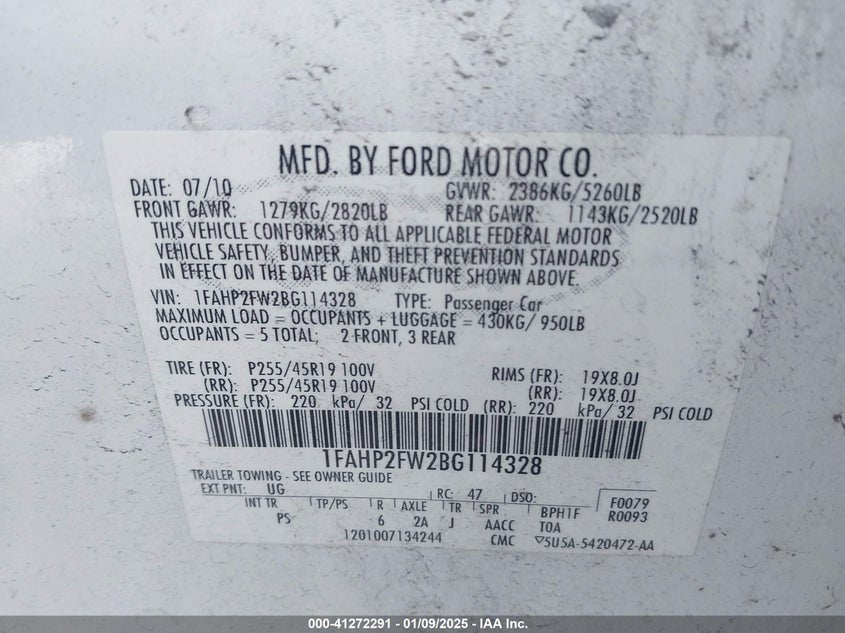 MFD. BY FORD MOTOR CO.
DATE: 07/10 GVWR: 2386KG/5260LB
FRONT GAWR: 1279KG/2820LB REAR GAWR: 1143KG/2520LB
THIS VEHICLE CONFORMS TO ALL APPLICABLE FEDERAL MOTOR
VEHICLE SAFETY, BUMPER, AND THEFT PREVENTION STANDARDS
IN EFFECT ON THE DATE OF MANUFACTURE SHOWN ABOVE
VIN: 1FAHP2FW2BG114328 TYPE: Passenger Car
MAXIMUM LOAD = OCCUPANTS + LUGGAGE = 430KG/ 950LB
OCCUPANTS = 5 TOTAL; 2 FRONT, 3 REAR
TIRE (FR): P255/45R19 100V RIMS (FR): 19X8.0J
(RR): P255/45R19 100V (RR): 19X8.0J
PRESSURE (FR): 220 kPa/ 32 PSI COLD (RR): 220 kPa/ 32 PSI COLD
1FAHP2FW2BG114328
TRAILER TOWING - SEE OWNER GUIDE
EXT PNT: UG RC: 47 DSO: F0079
INT TR TP/PS R AXLE TR SPR BPH1F R0093
PS 6 2A J AACC TOA
1201007134244 CMC ▽5U5A-5420472-AA
000-41272291 - 01/09/2025 - IAA Inc.